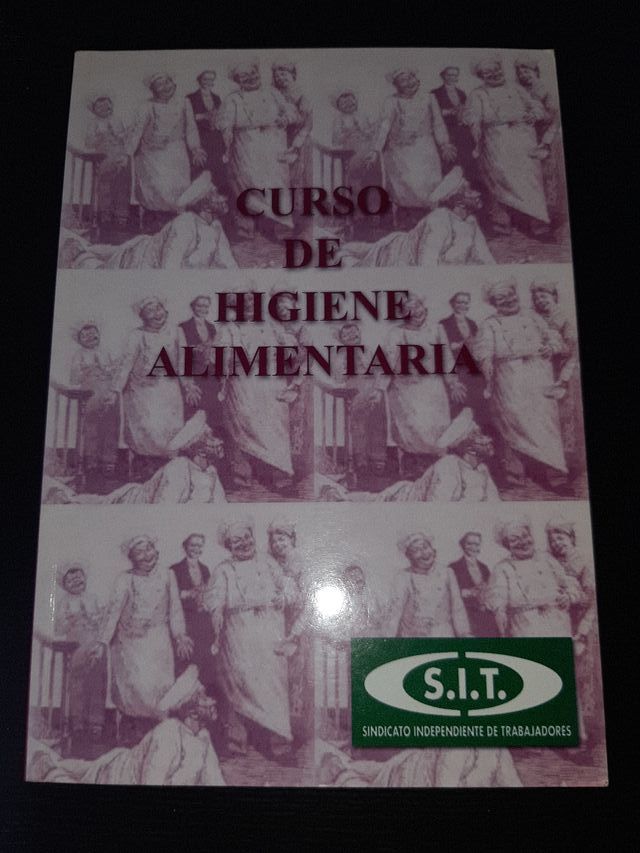 CURSO
DE
HIGIENE
ALIMENTARIA
S.I.T.
SINDICATO INDEPENDIENTE DE TRABAJADORES